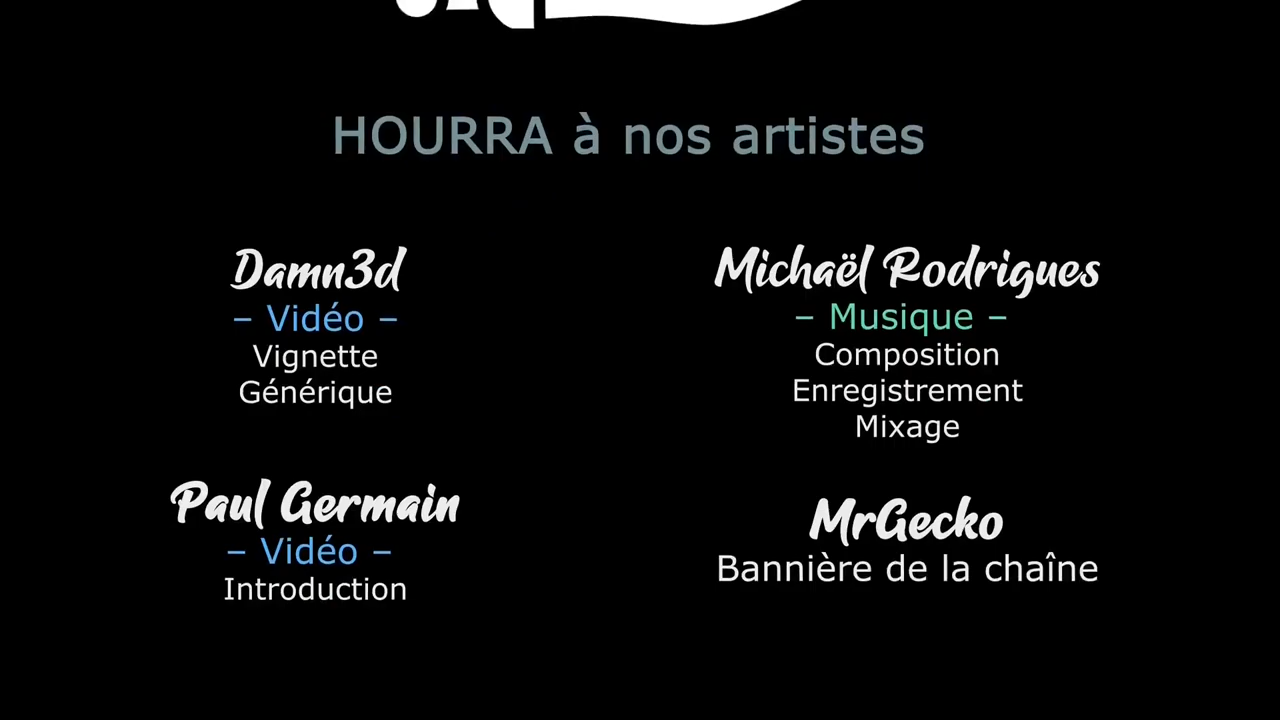 HOURRA à nos artistes
Damn3d
– Vidéo –
Vignette
Générique
Michaël Rodrigues
– Musique –
Composition
Enregistrement
Mixage
Paul Germain
– Vidéo –
Introduction
MrGecko
Bannière de la chaîne